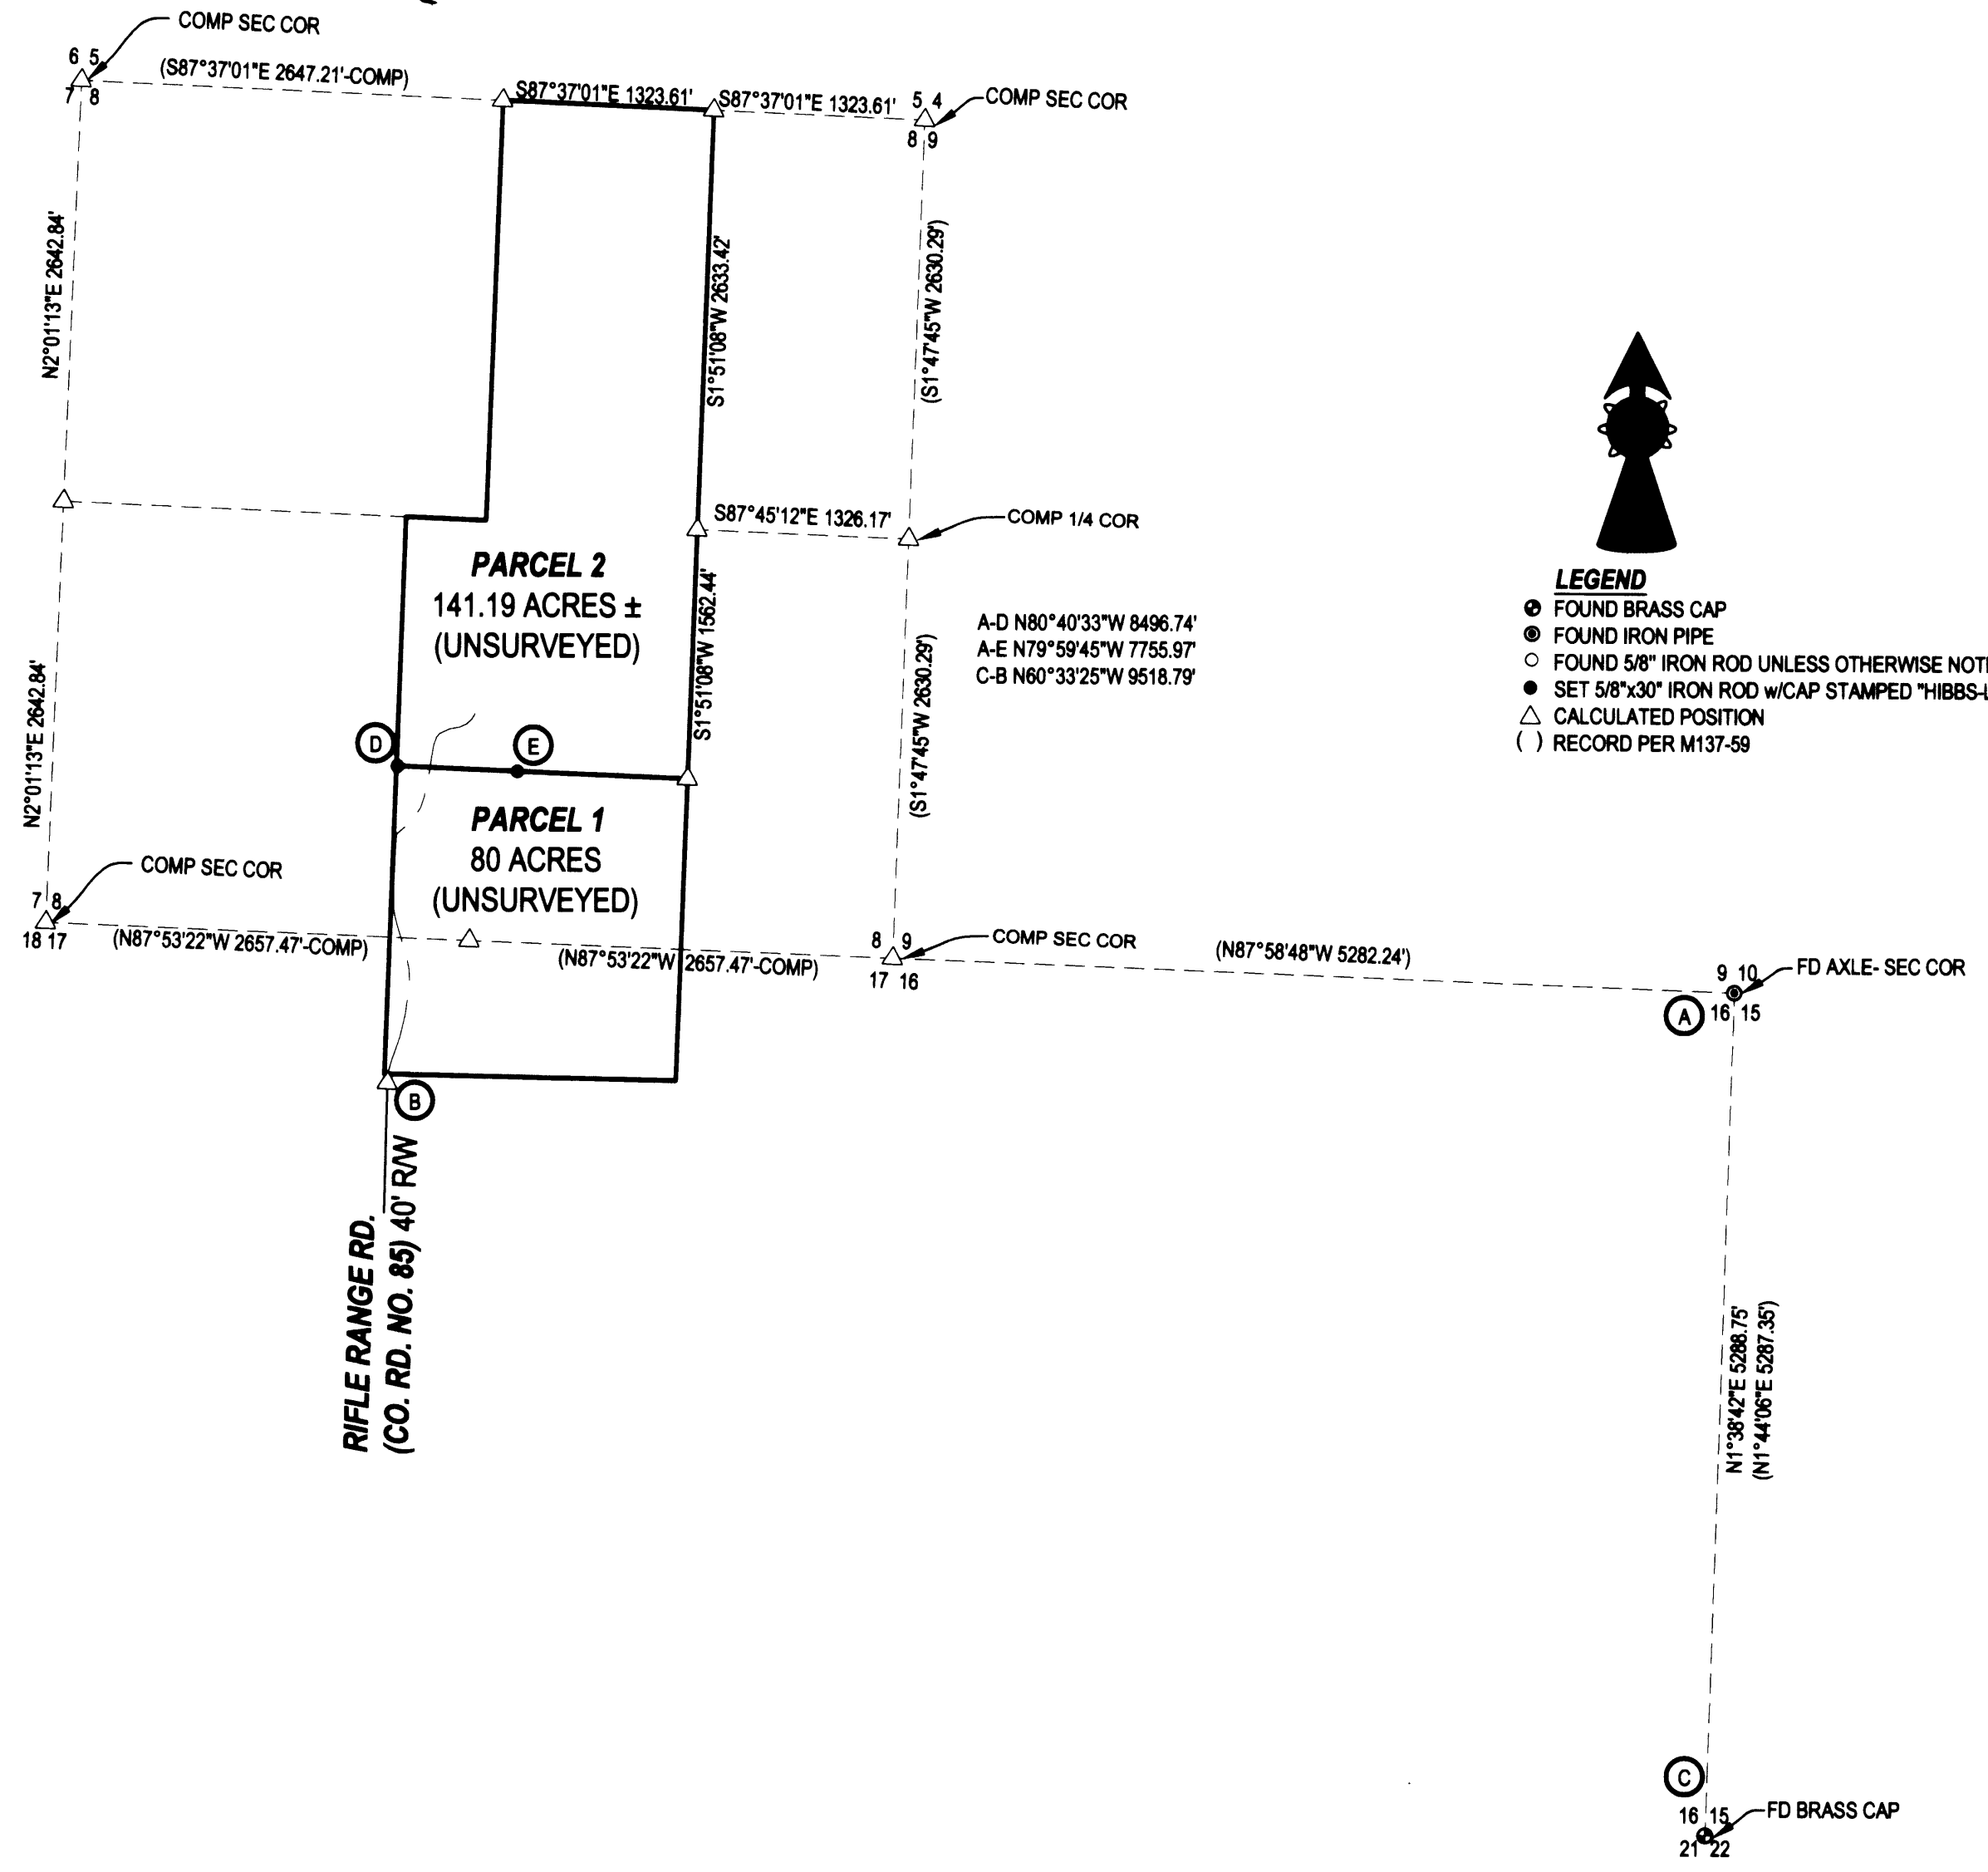 COMP SEC COR
6 5
7 8
(S87°37'01"E 2647.21'-COMP)
S87°37'01"E 1323.61'
S87°37'01"E 1323.61'
5 4
8 9
COMP SEC COR
N2°01'13"E 2642.84'
S1°51'08"W 2633.42'
(S1°47'45"W 2630.29')
S87°45'12"E 1326.17'
COMP 1/4 COR
PARCEL 2
141.19 ACRES ±
(UNSURVEYED)
S1°51'08"W 1562.44'
A-D N80°40'33"W 8496.74'
A-E N79°59'45"W 7755.97'
C-B N60°33'25"W 9518.79'
LEGEND
FOUND BRASS CAP
FOUND IRON PIPE
FOUND 5/8" IRON ROD UNLESS OTHERWISE
SET 5/8"x30" IRON ROD w/CAP STAMPED
CALCULATED POSITION
( ) RECORD PER M137-59
N2°01'13"E 2642.84'
(S1°47'45"W 2630.29')
D
E
PARCEL 1
80 ACRES
(UNSURVEYED)
COMP SEC COR
7 8
18 17
(N87°53'22"W 2657.47'-COMP)
(N87°53'22"W 2657.47'-COMP)
8 9
17 16
COMP SEC COR
(N87°58'48"W 5282.24')
9 10
16 15
FD AXLE- SEC COR
A
B
RIFLE RANGE RD.
(CO. RD. NO. 85) 40' R/W
N1°38'42"E 5288.75'
(N1°44'06"E 5287.35')
C
16 15
21 22
FD BRASS CAP